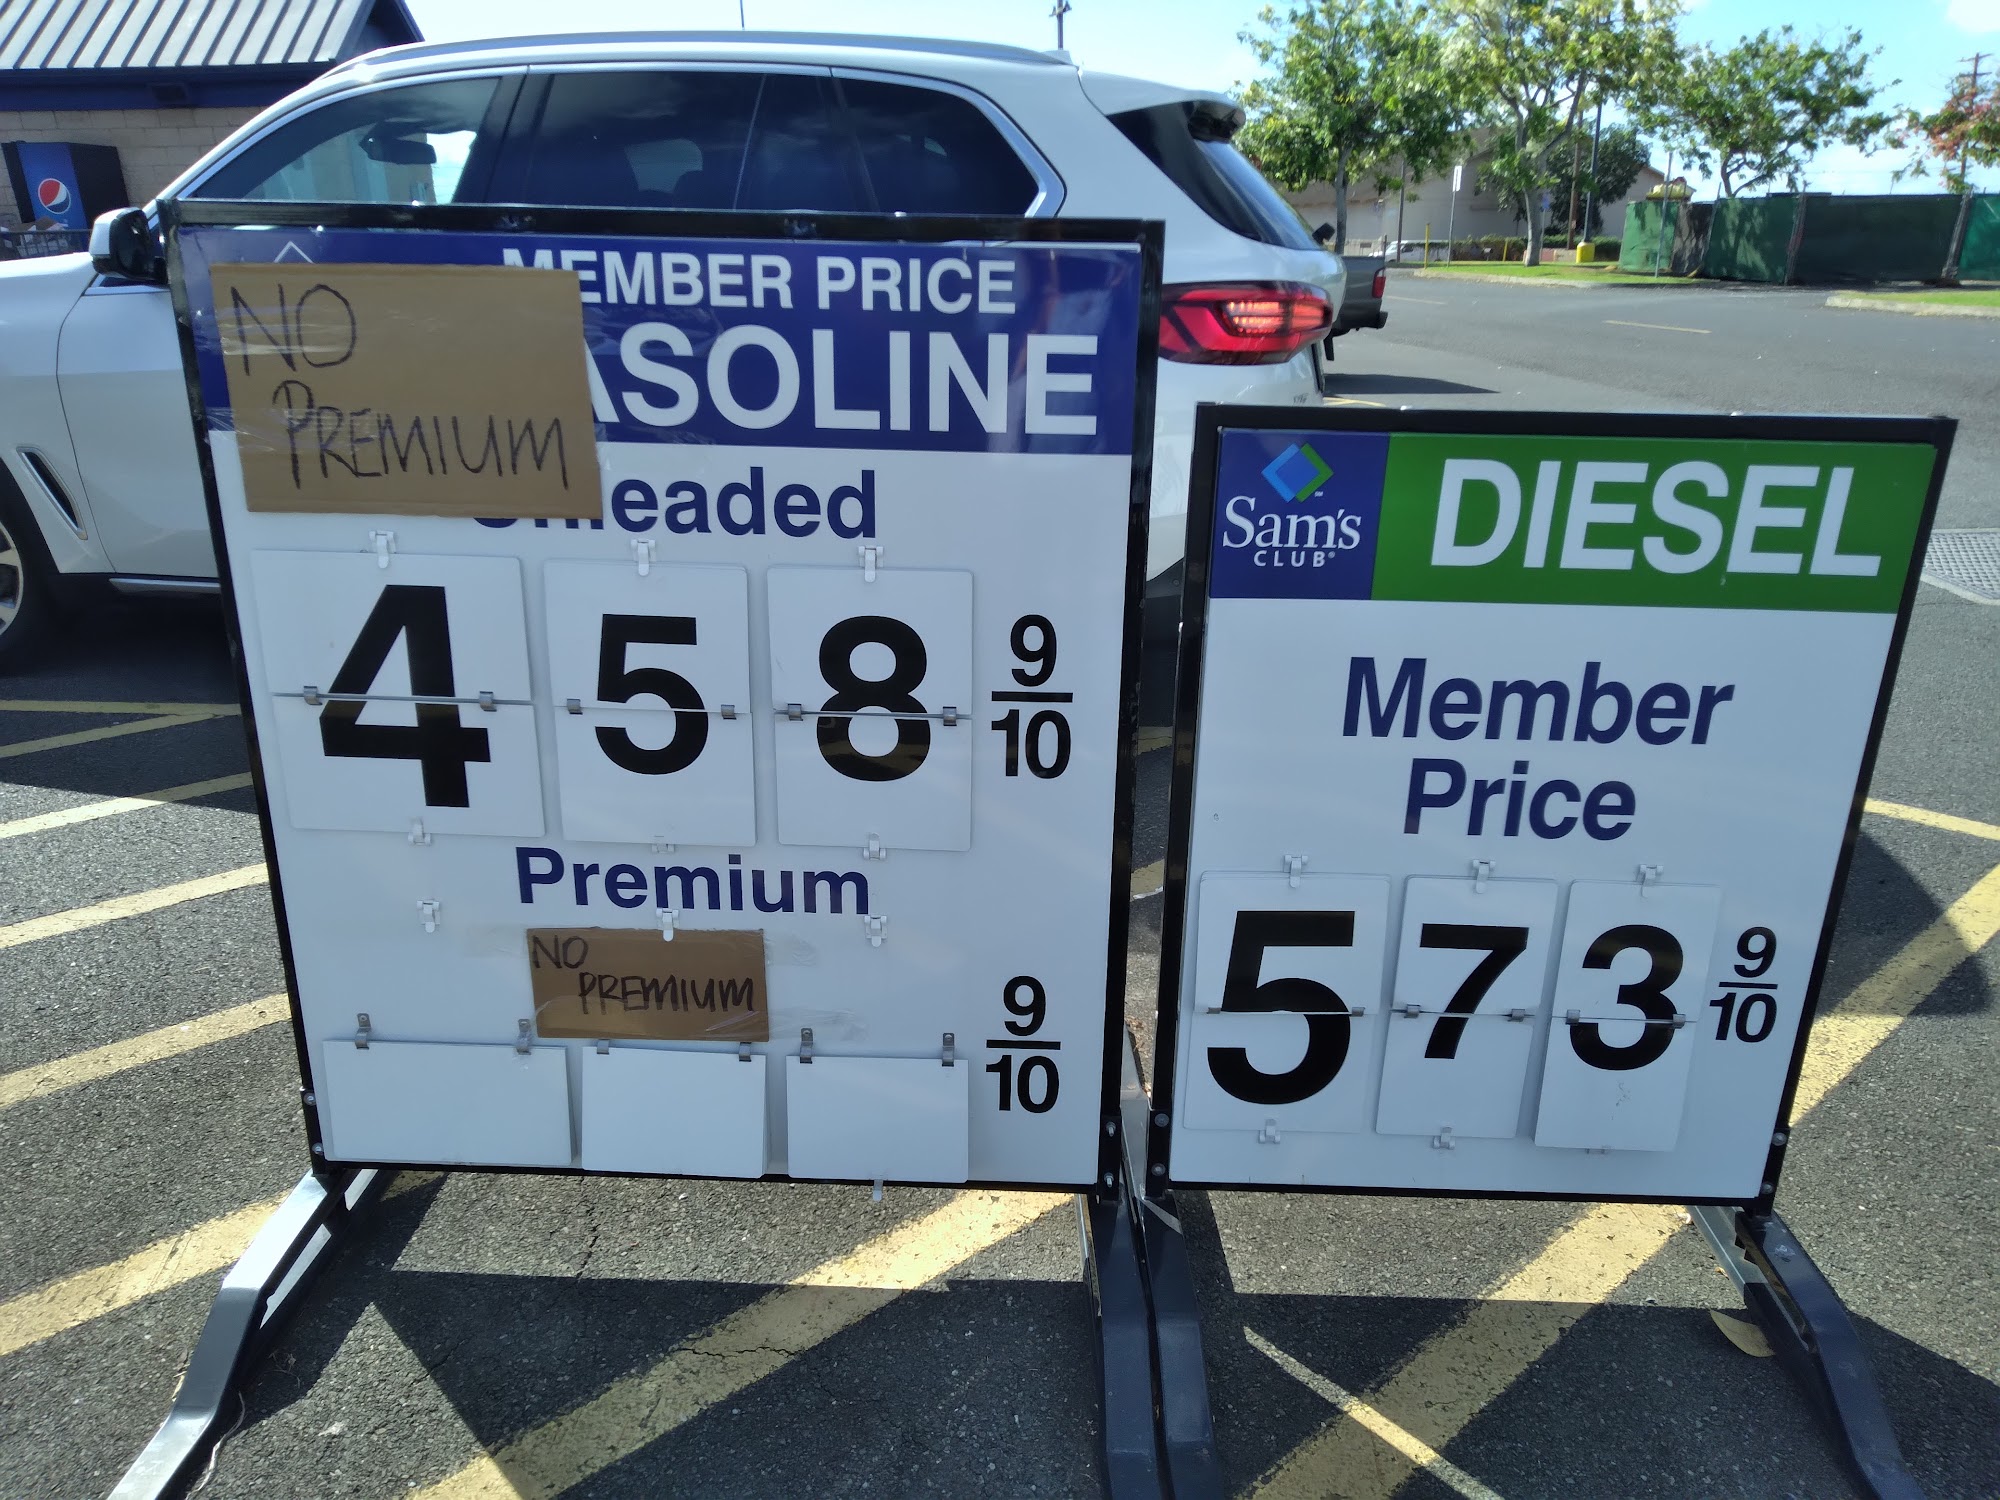 NO
PREMIUM
MEMBER PRICE
ASOLINE
Unleaded
4 5 8 9/10
Premium
NO
PREMIUM
9/10
Sam's
CLUB
DIESEL
Member
Price
5 7 3 9/10